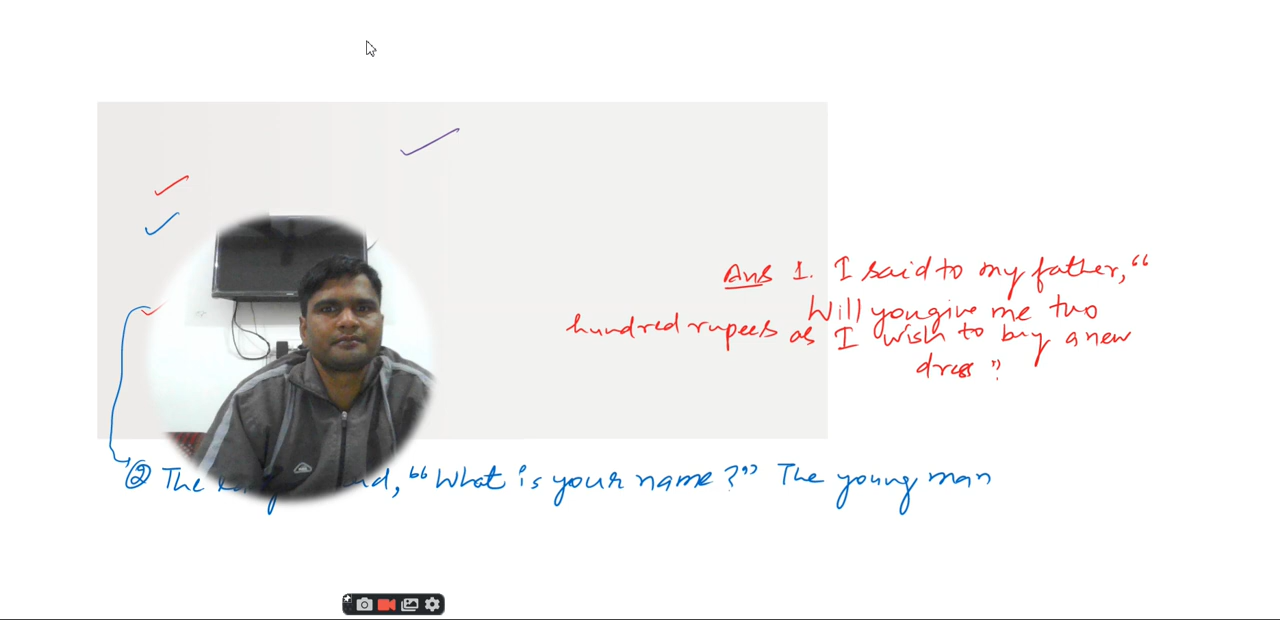 Ans 1. I said to my father, "
Will you give me two
hundred rupees as I wish to buy a new
dress ?
② The , "What is your name ?" The young man